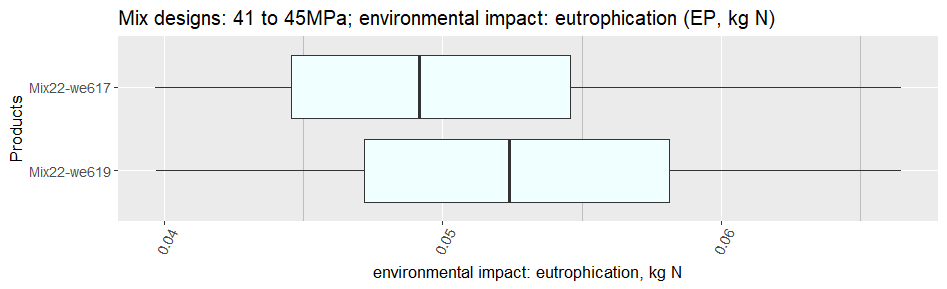 Mix designs: 41 to 45MPa; environmental impact: eutrophication (EP, kg N)
Products
Mix22-we617
Mix22-we619
0.04
0.05
0.06
environmental impact: eutrophication, kg N